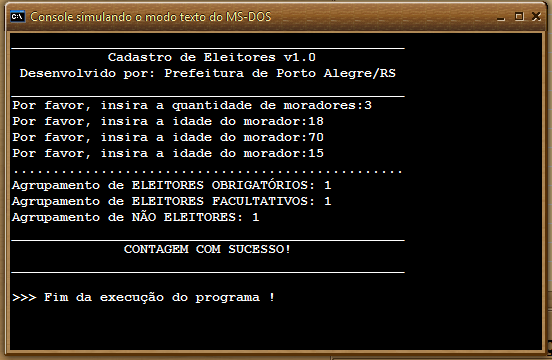 Console simulando o modo texto do MS-DOS
Cadastro de Eleitores v1.0
Desenvolvido por: Prefeitura de Porto Alegre/RS
Por favor, insira a quantidade de moradores:3
Por favor, insira a idade do morador:18
Por favor, insira a idade do morador:70
Por favor, insira a idade do morador:15
.................................................
Agrupamento de ELEITORES OBRIGATÓRIOS: 1
Agrupamento de ELEITORES FACULTATIVOS: 1
Agrupamento de NÃO ELEITORES: 1
CONTAGEM COM SUCESSO!
>>> Fim da execução do programa !